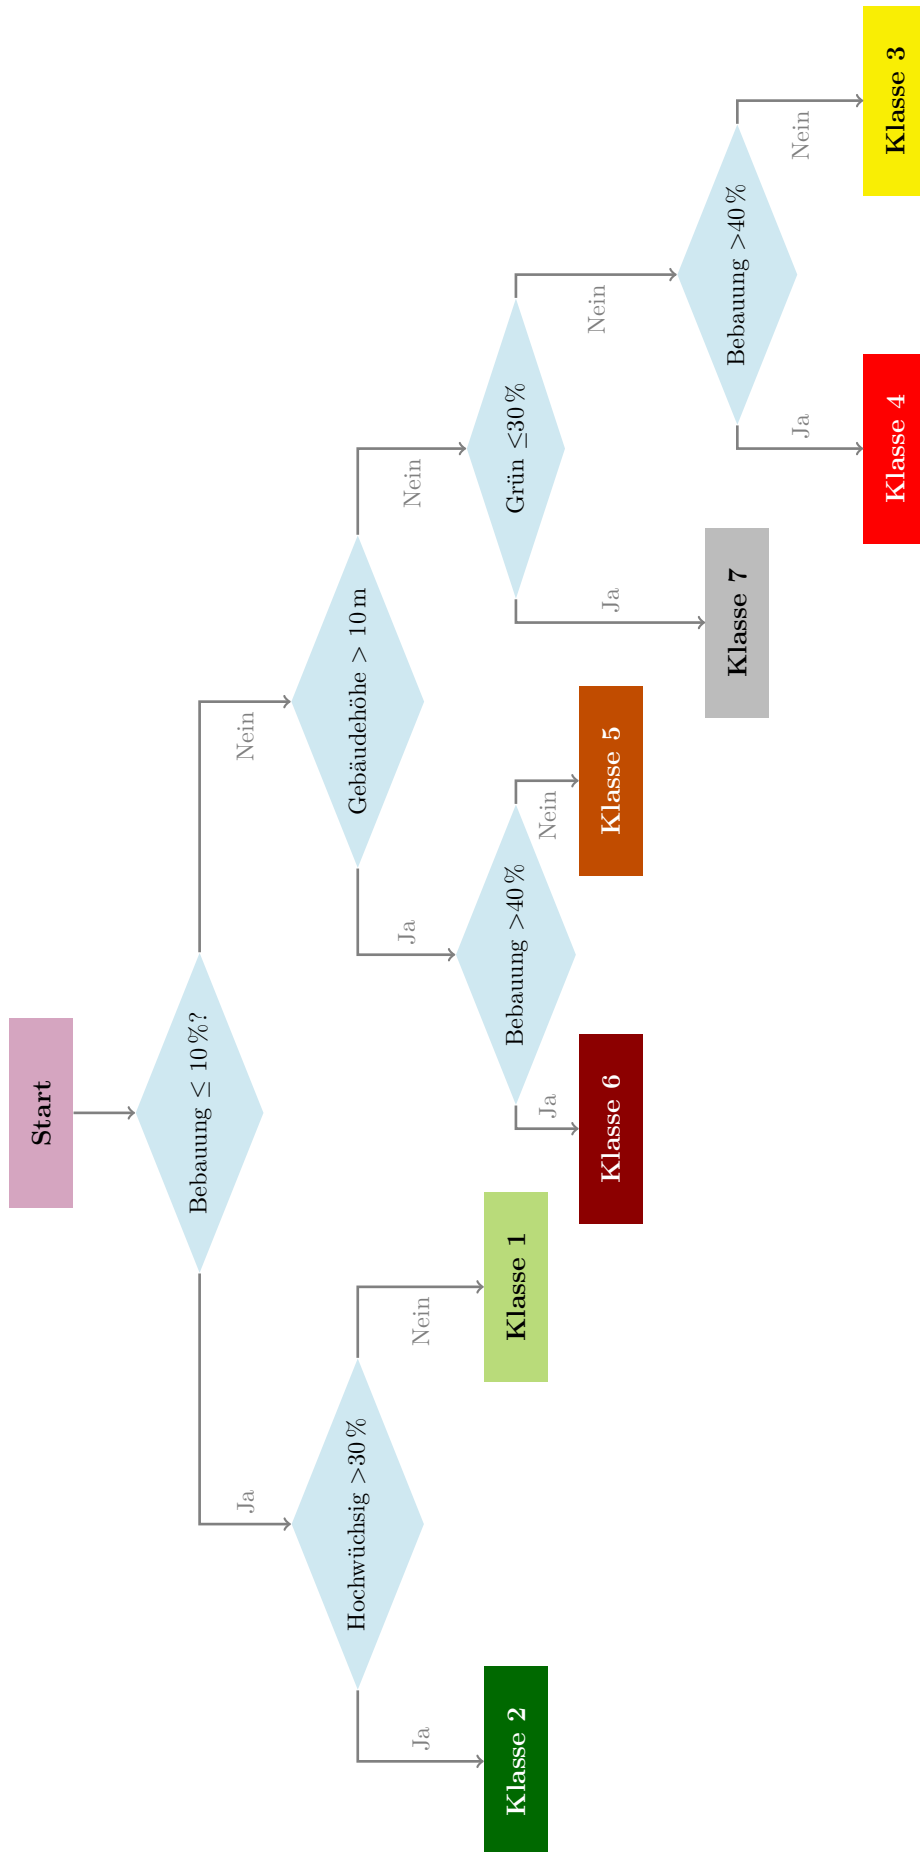 Start
Bebauung ≤ 10 %?
Ja
Nein
Hochwüchsig >30 %
Gebäudehöhe > 10 m
Ja
Nein
Ja
Nein
Klasse 2
Klasse 1
Bebauung >40 %
Grün ≤30 %
Ja
Nein
Ja
Nein
Klasse 6
Klasse 5
Klasse 7
Bebauung >40 %
Ja
Nein
Klasse 4
Klasse 3